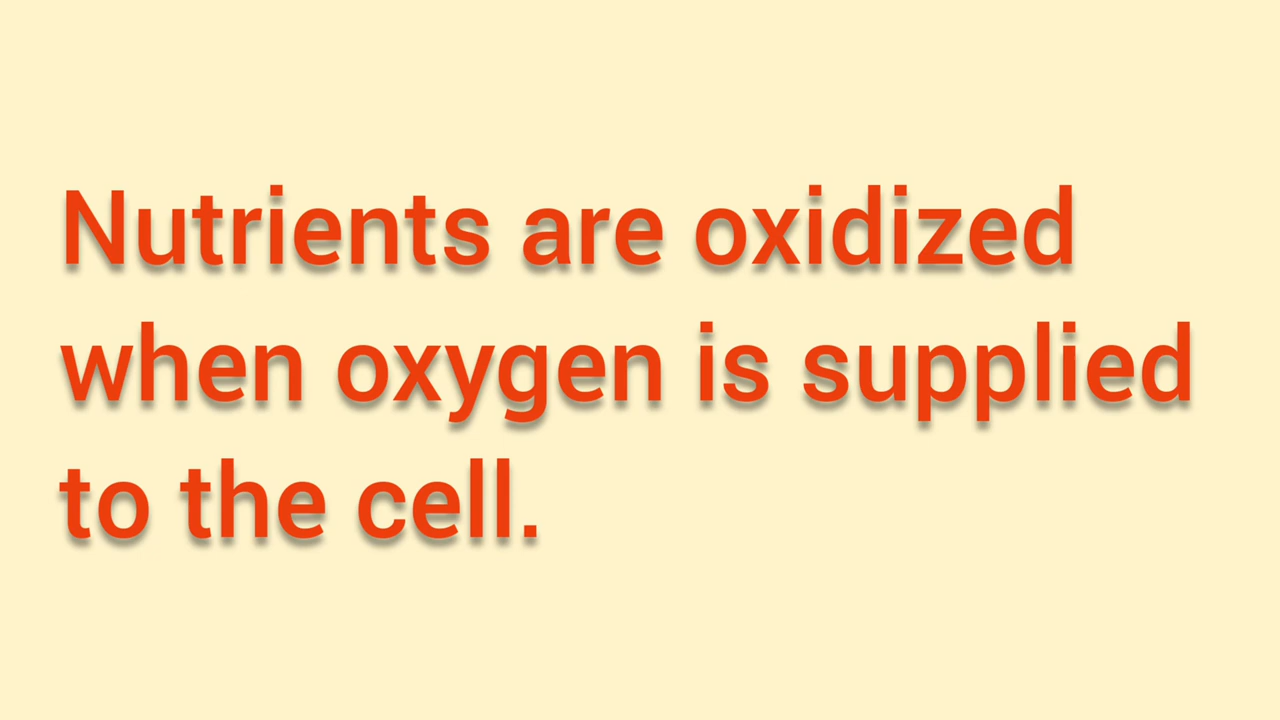 Nutrients are oxidized
when oxygen is supplied
to the cell.